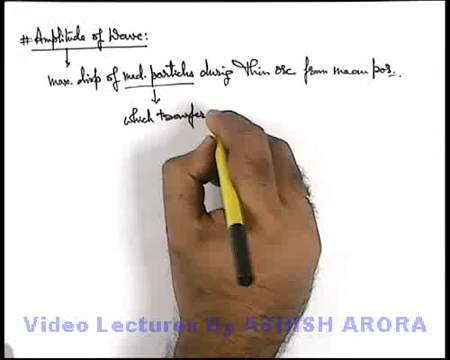 # Amplitude of Wave:
max. disp of med. particles during their osc from mean pos.
which transfer
Video Lectures By ASHISH ARORA